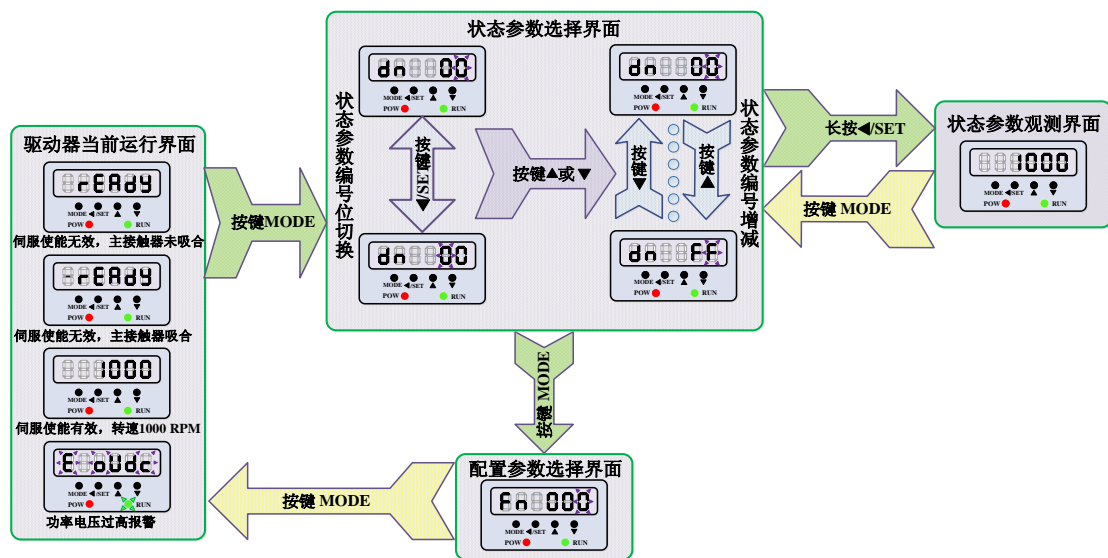 驱动器当前运行界面
rEAdy
MODE ◀/SET ▲ ▼
POW RUN
伺服使能无效，主接触器未吸合
-rEAdy
MODE ◀/SET ▲ ▼
POW RUN
伺服使能无效，主接触器吸合
1000
MODE ◀/SET ▲ ▼
POW RUN
伺服使能有效，转速1000 RPM
E-oUdc
MODE ◀/SET ▲ ▼
POW RUN
功率电压过高报警
按键MODE
状态参数选择界面
状态参数编号位切换
dn 00
MODE ◀/SET ▲ ▼
POW RUN
按键
▼/SET
dn 00
MODE ◀/SET ▲ ▼
POW RUN
按键▲或▼
dn 00
MODE ◀/SET ▲ ▼
POW RUN
按键▼
按键▲
dn FF
MODE ◀/SET ▲ ▼
POW RUN
状态参数编号增减
长按◀/SET
按键 MODE
状态参数观测界面
1000
MODE ◀/SET ▲ ▼
POW RUN
按键 MODE
配置参数选择界面
Fn 000
MODE ◀/SET ▲ ▼
POW RUN
按键 MODE